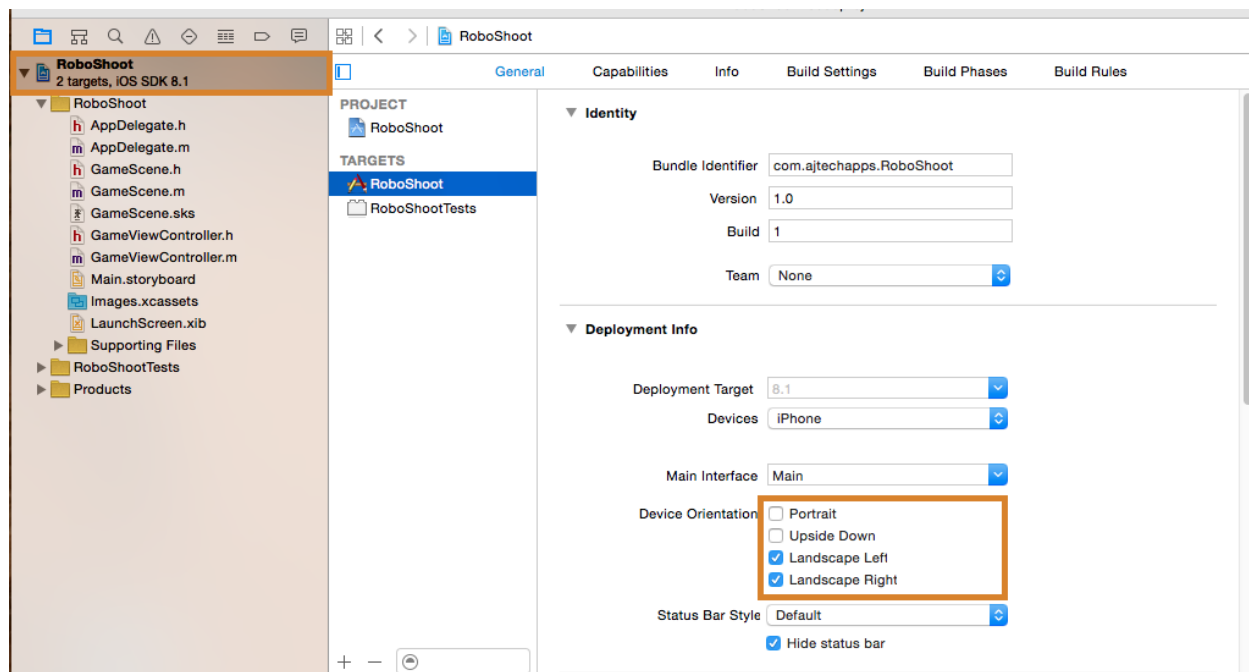 RoboShoot
RoboShoot
2 targets, iOS SDK 8.1
RoboShoot
AppDelegate.h
AppDelegate.m
GameScene.h
GameScene.m
GameScene.sks
GameViewController.h
GameViewController.m
Main.storyboard
Images.xcassets
LaunchScreen.xib
Supporting Files
RoboShootTests
Products
General Capabilities Info Build Settings Build Phases Build Rules
PROJECT
RoboShoot
TARGETS
RoboShoot
RoboShootTests
Identity
Bundle Identifier com.ajtechapps.RoboShoot
Version 1.0
Build 1
Team None
Deployment Info
Deployment Target 8.1
Devices iPhone
Main Interface Main
Device Orientation Portrait
Upside Down
Landscape Left
Landscape Right
Status Bar Style Default
Hide status bar